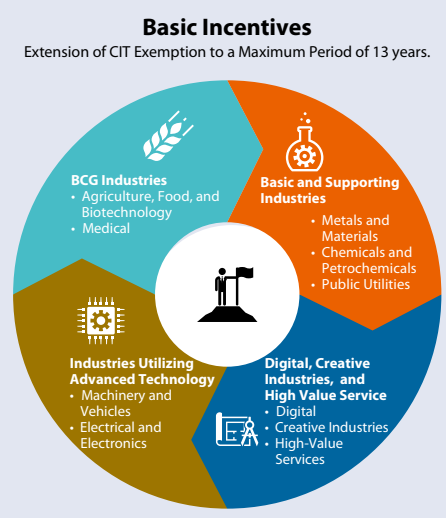 Basic Incentives
Extension of CIT Exemption to a Maximum Period of 13 years.
BCG Industries
• Agriculture, Food, and
Biotechnology
• Medical
Basic and Supporting
Industries
• Metals and
Materials
• Chemicals and
Petrochemicals
• Public Utilities
Industries Utilizing
Advanced Technology
• Machinery and
Vehicles
• Electrical and
Electronics
Digital, Creative
Industries, and
High Value Service
• Digital
• Creative Industries
• High-Value
Services